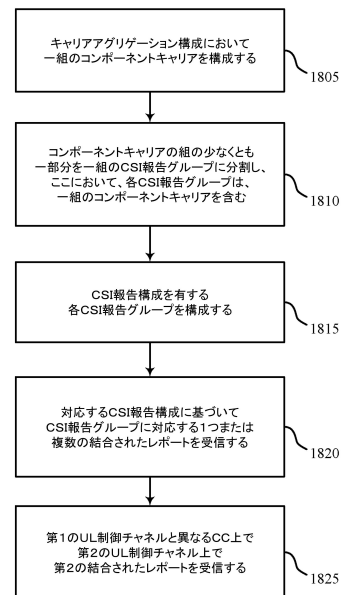 キャリアアグリゲーション構成において
一組のコンポーネントキャリアを構成する
1805
コンポーネントキャリアの組の少なくとも
一部分を一組のCSI報告グループに分割し、
ここにおいて、各CSI報告グループは、
一組のコンポーネントキャリアを含む
1810
CSI報告構成を有する
各CSI報告グループを構成する
1815
対応するCSI報告構成に基づいて
CSI報告グループに対応する1つまたは
複数の結合されたレポートを受信する
1820
第1のUL制御チャネルと異なるCC上で
第2のUL制御チャネル上で
第2の結合されたレポートを受信する
1825